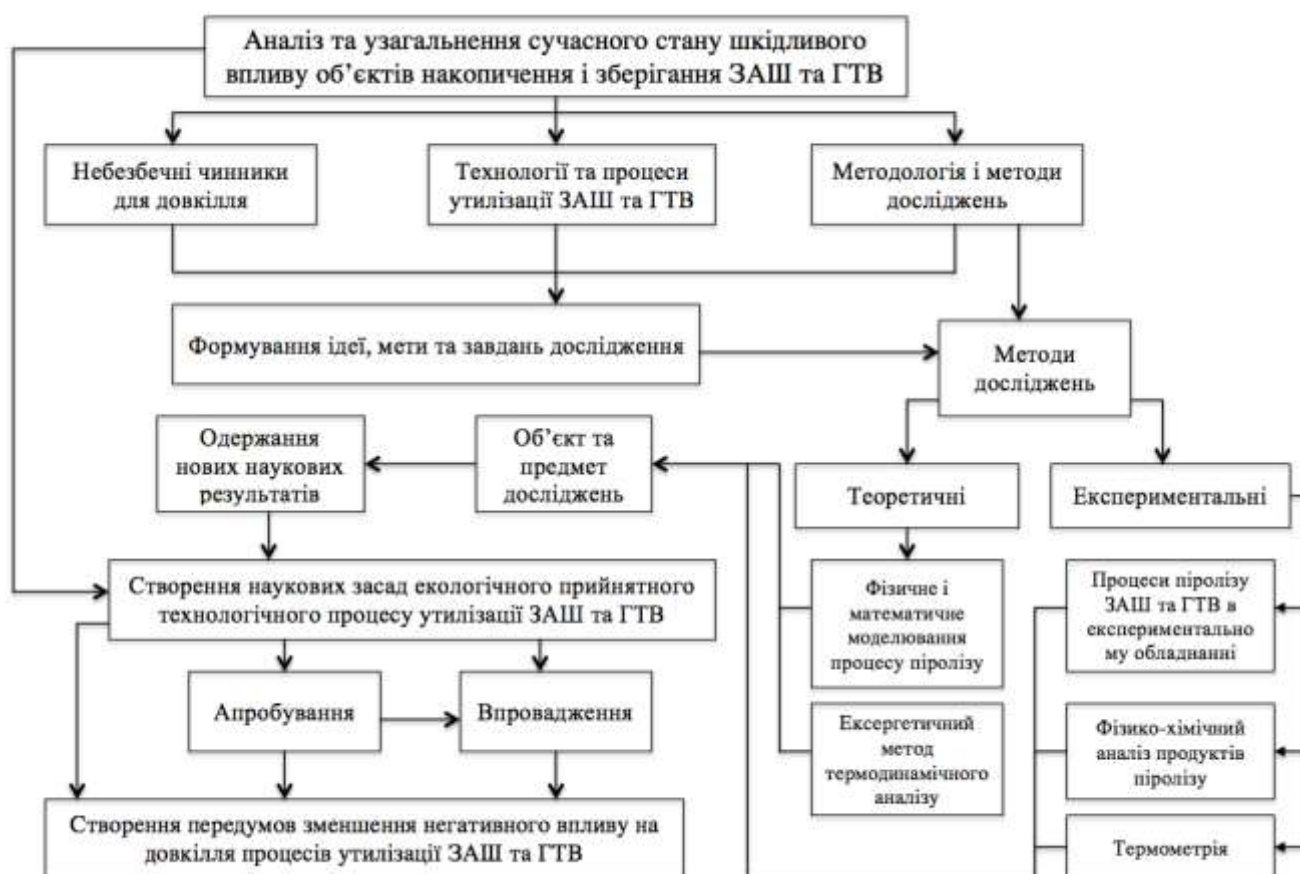 Аналіз та узагальнення сучасного стану шкідливого
впливу об’єктів накопичення і зберігання ЗАШ та ГТВ
Небезбечні чинники
для довкілля
Технології та процеси
утилізації ЗАШ та ГТВ
Методологія і методи
досліджень
Формування ідеї, мети та завдань дослідження
Методи
досліджень
Одержання
нових наукових
результатів
Об’єкт та
предмет
досліджень
Теоретичні
Експериментальні
Створення наукових засад екологічного прийнятного
технологічного процесу утилізації ЗАШ та ГТВ
Фізичне і
математичне
моделювання
процесу піролізу
Процеси піролізу
ЗАШ та ГТВ в
експериментально
му обладнанні
Апробування
Впровадження
Ексергетичний
метод
термодинамічного
аналізу
Фізико-хімічний
аналіз продуктів
піролізу
Створення передумов зменшення негативного впливу на
довкілля процесів утилізації ЗАШ та ГТВ
Термометрія